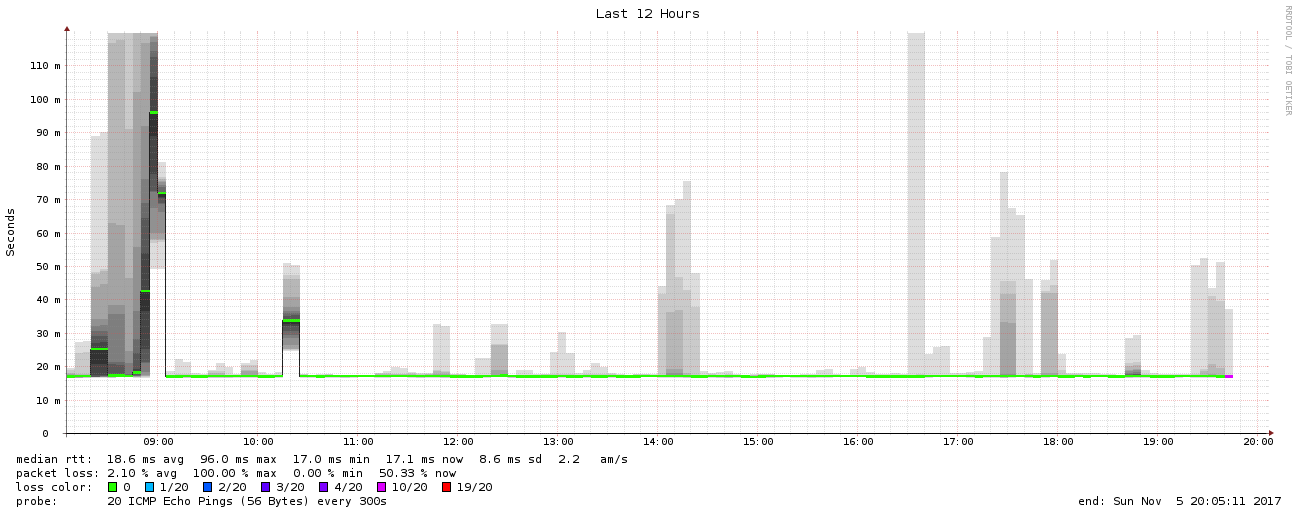 Last 12 Hours
RRDTOOL / TOBI OETIKER
Seconds
110 m
100 m
90 m
80 m
70 m
60 m
50 m
40 m
30 m
20 m
10 m
0
09:00 10:00 11:00 12:00 13:00 14:00 15:00 16:00 17:00 18:00 19:00 20:00
median rtt: 18.6 ms avg 96.0 ms max 17.0 ms min 17.1 ms now 8.6 ms sd 2.2 am/s
packet loss: 2.10 % avg 100.00 % max 0.00 % min 50.33 % now
loss color: 0 1/20 2/20 3/20 4/20 10/20 19/20
probe: 20 ICMP Echo Pings (56 Bytes) every 300s end: Sun Nov 5 20:05:11 2017